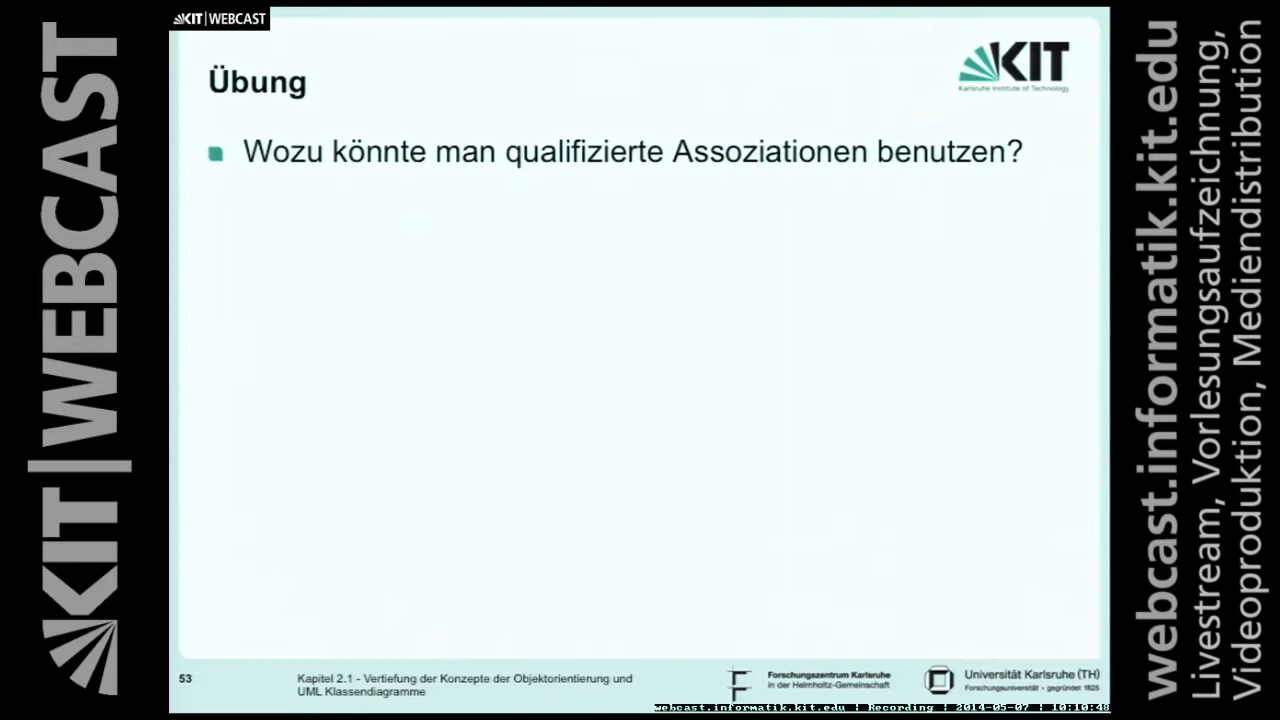 KIT | WEBCAST
KIT|WEBCAST
KIT
Karlsruhe Institute of Technology
Übung
Wozu könnte man qualifizierte Assoziationen benutzen?
53
Kapitel 2.1 - Vertiefung der Konzepte der Objektorientierung und
UML Klassendiagramme
Forschungszentrum Karlsruhe
in der Helmholtz-Gemeinschaft
Universität Karlsruhe (TH)
Forschungsuniversität - gegründet 1825
webcast.informatik.kit.edu | Recording | 2014-05-07 | 10:10:48
webcast.informatik.kit.edu
Livestream, Vorlesungsaufzeichnung,
Videoproduktion, Mediendistribution